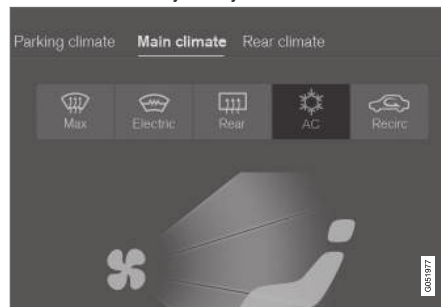 Parking climate Main climate Rear climate
Max Electric Rear AC Recirc
G051977